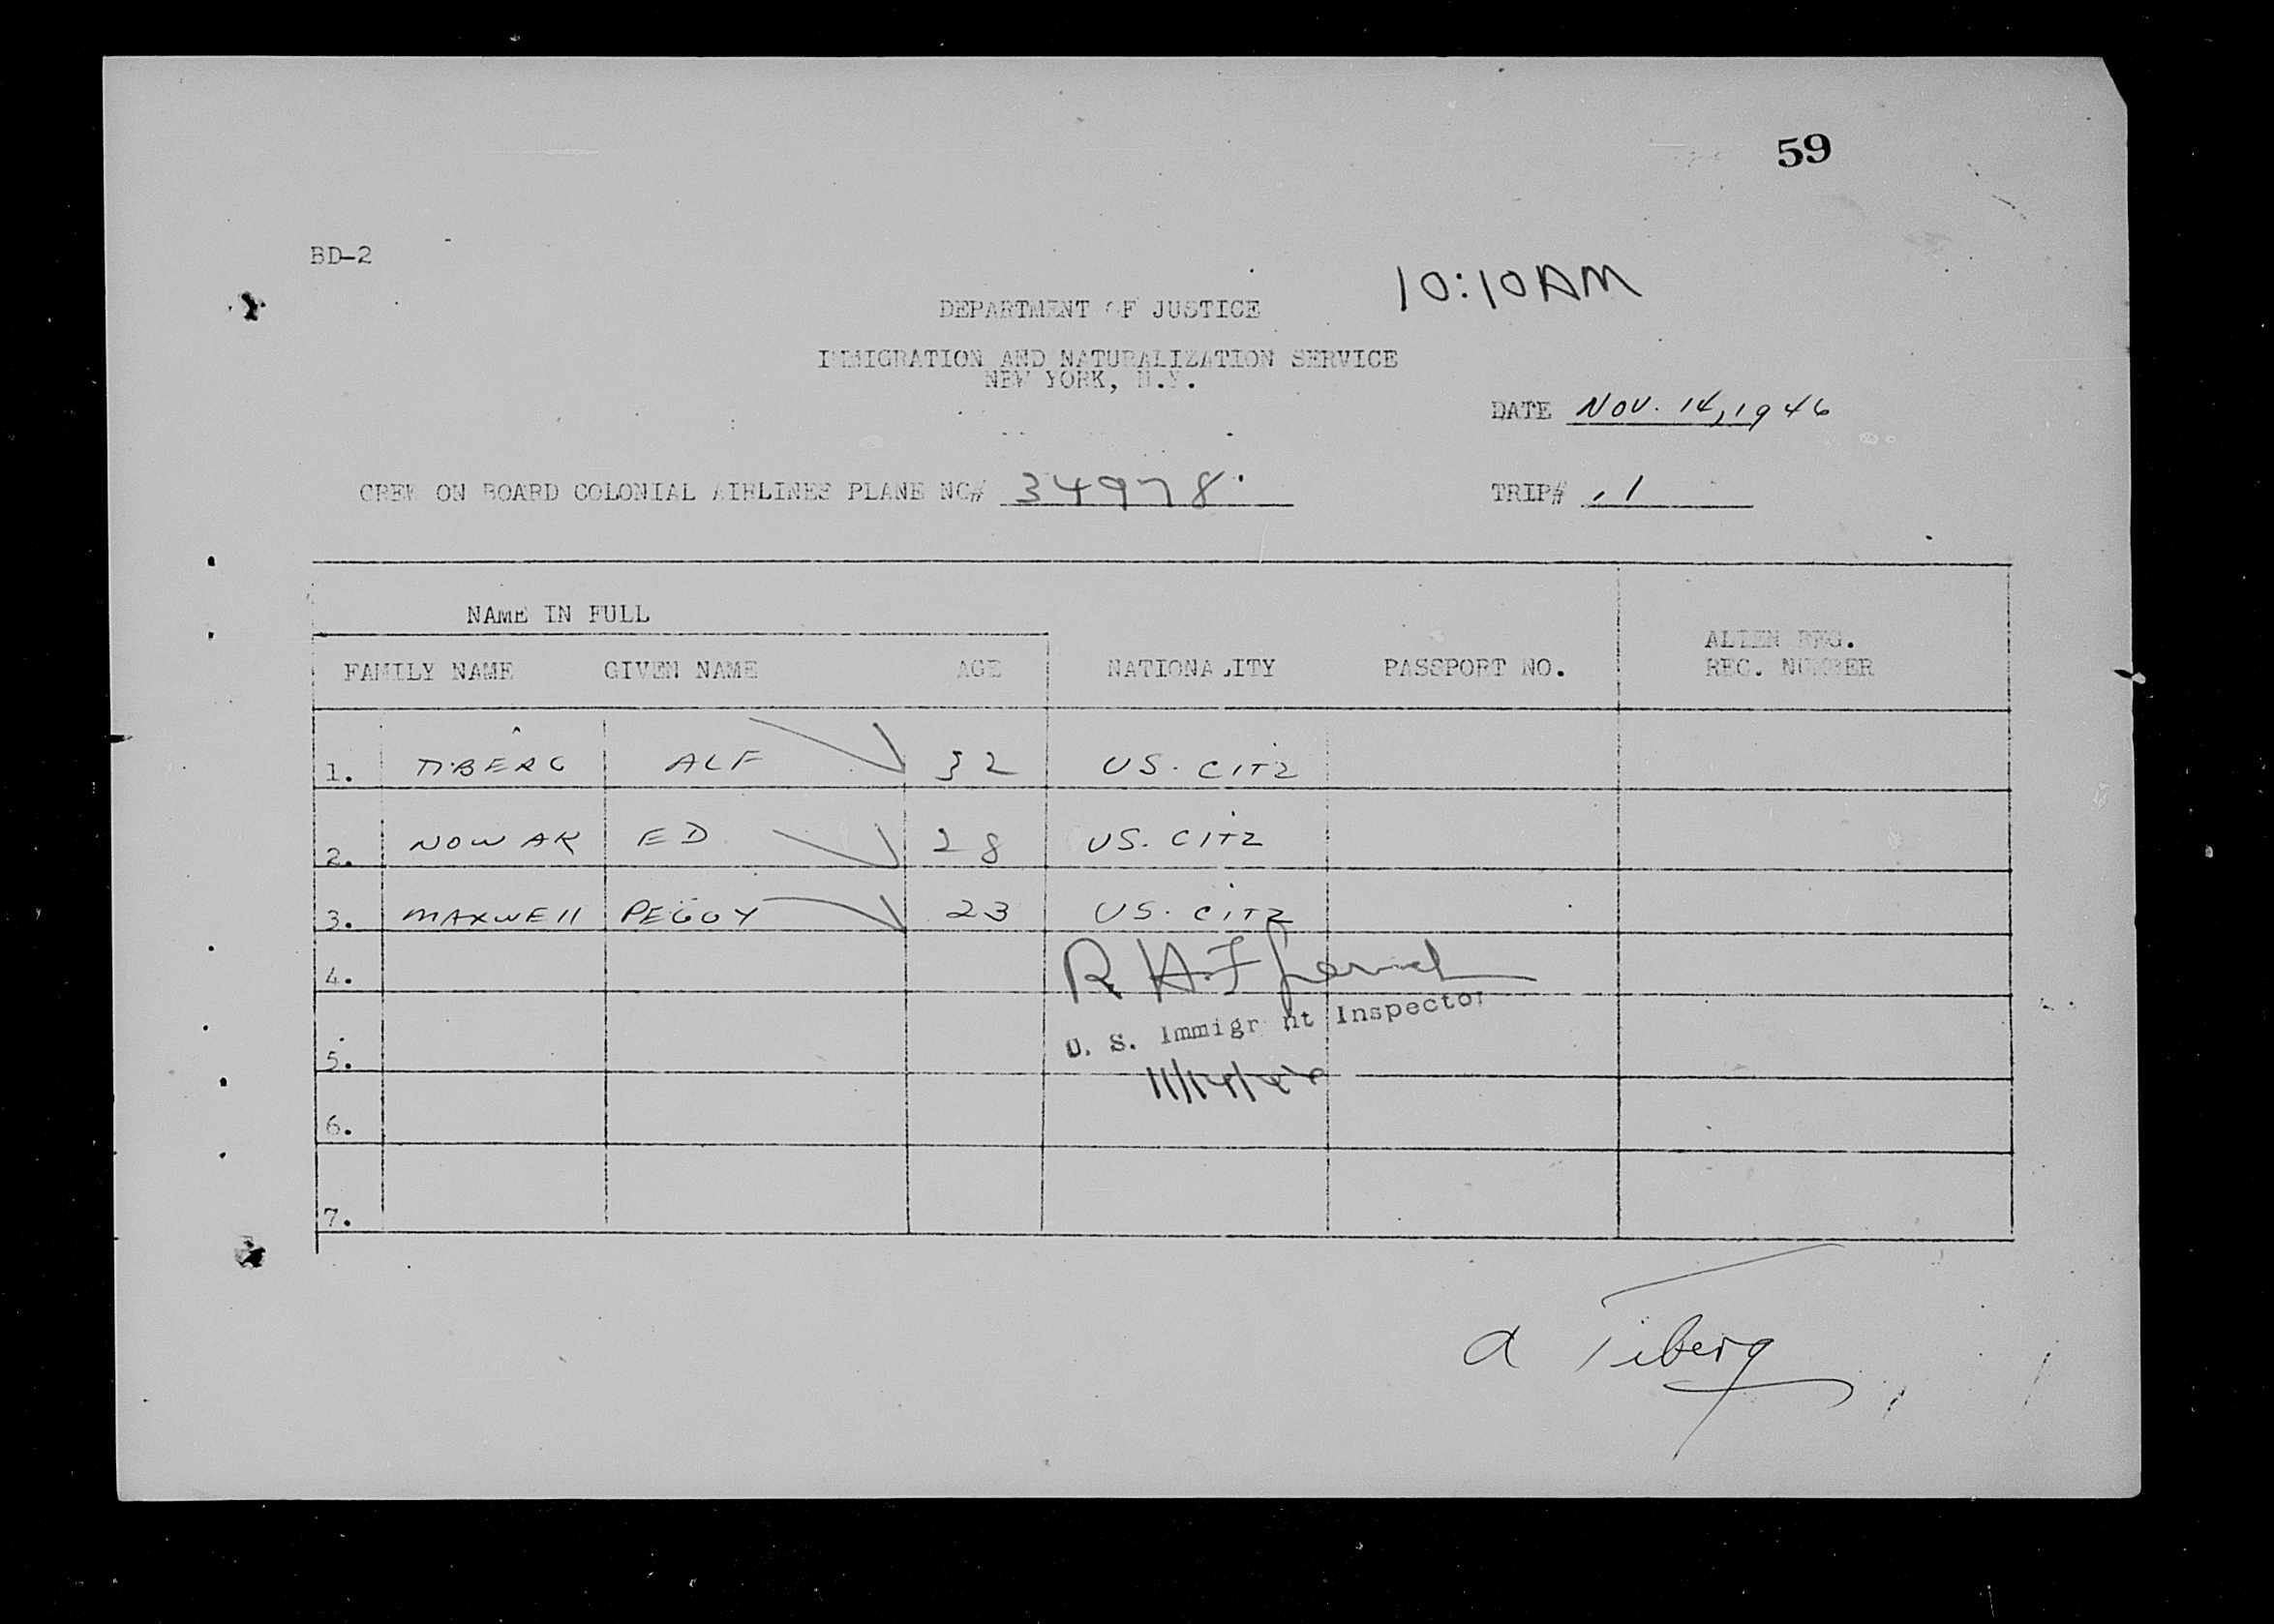 59
BD-2
10:10 AM
DEPARTMENT OF JUSTICE
IMMIGRATION AND NATURALIZATION SERVICE
NEW YORK, N.Y.
DATE NOV. 14, 1946
CREW ON BOARD COLONIAL AIRLINES PLANE NC# 34978
TRIP# 1
NAME IN FULL
FAMILY NAME GIVEN NAME AGE NATIONALITY PASSPORT NO. ALIEN REG. REC. NUMBER
1. TIBERG ALF 32 US. CITZ
2. NOWAK ED 28 US. CITZ
3. MAXWEll PEGGY 23 US. CITZ
4.
R H.
U. S. Immigrant Inspector
5.
11/14/46
6.
7.
A Tiberg